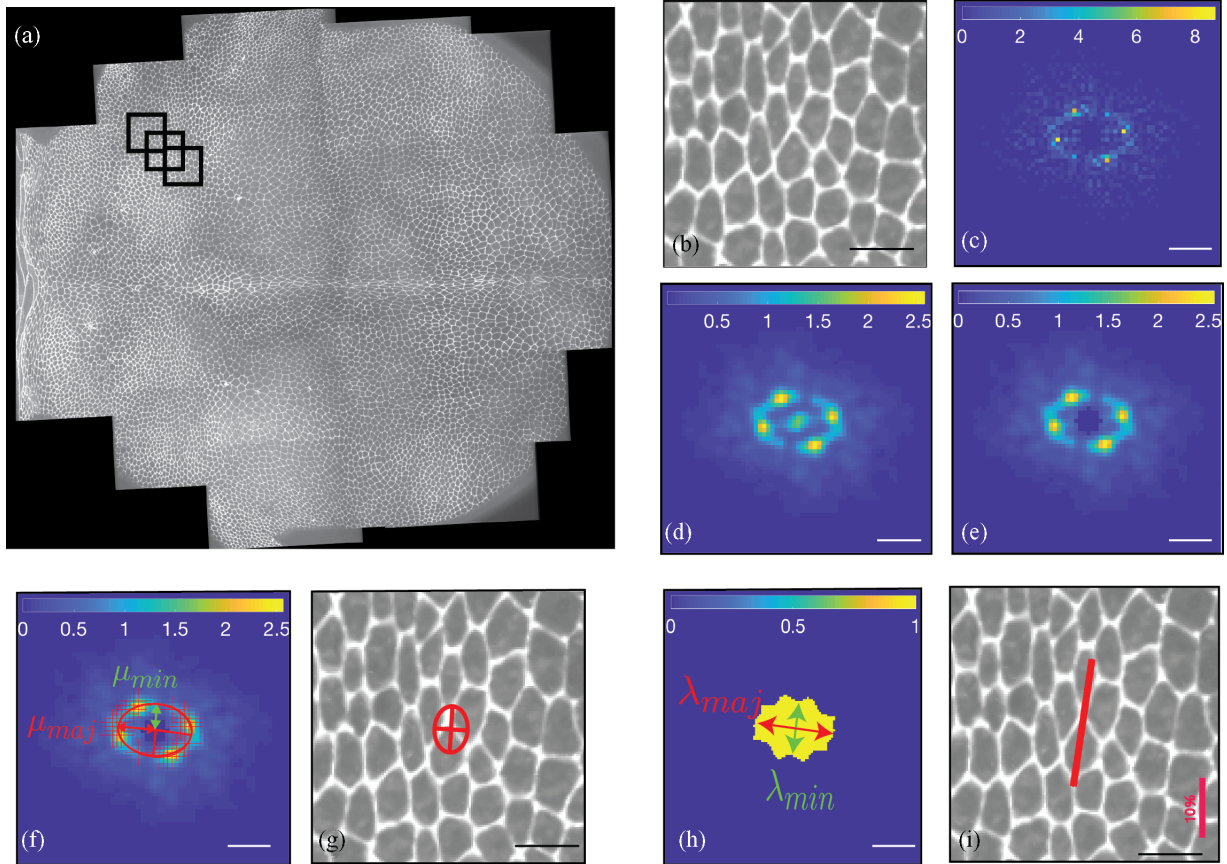 (a)
(b)
0 2 4 6 8
(c)
0.5 1 1.5 2 2.5
(d)
0 0.5 1 1.5 2 2.5
(e)
0 0.5 1 1.5 2 2.5
μmin
μmaj
(f)
(g)
0 0.5 1
λmaj
λmin
(h)
10%
(i)